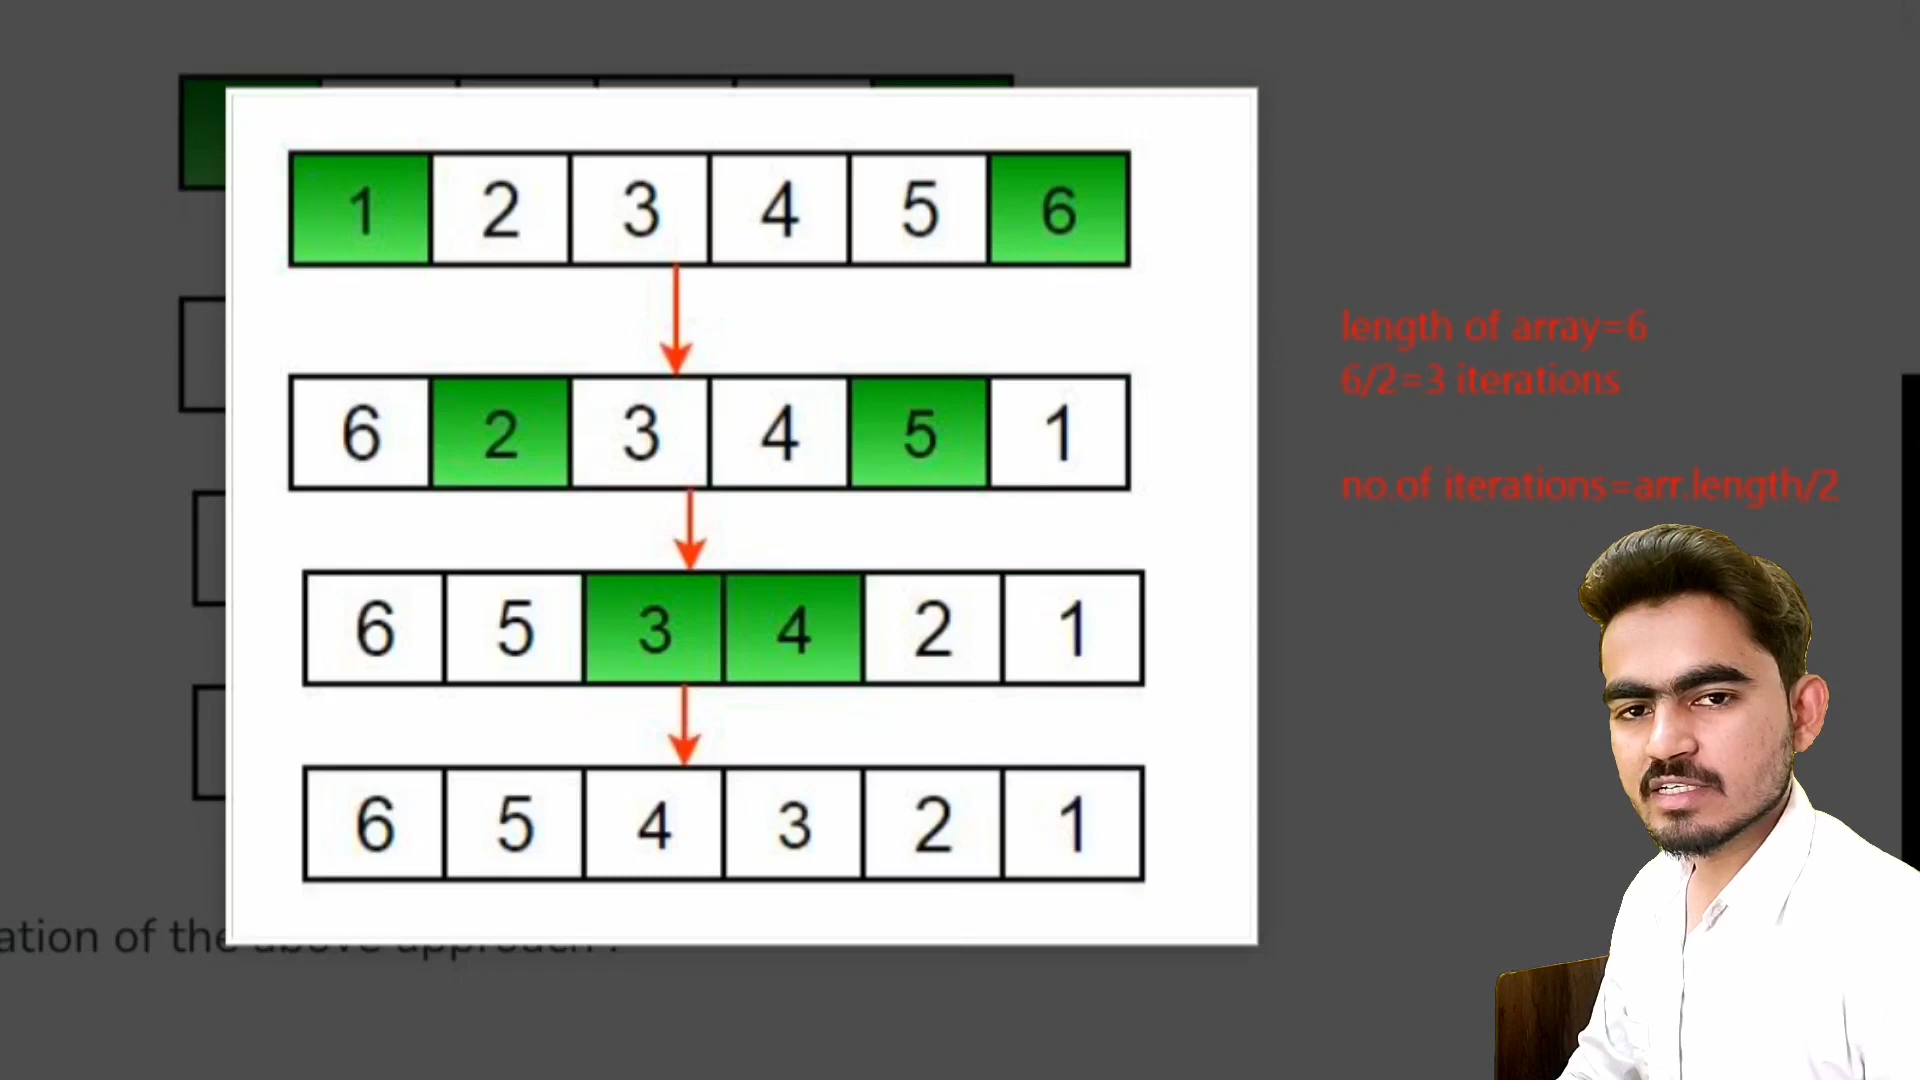 1 2 3 4 5 6
6 2 3 4 5 1
6 5 3 4 2 1
6 5 4 3 2 1
length of array=6
6/2=3 iterations
no.of iterations=arr.length/2
ation of the above approach :